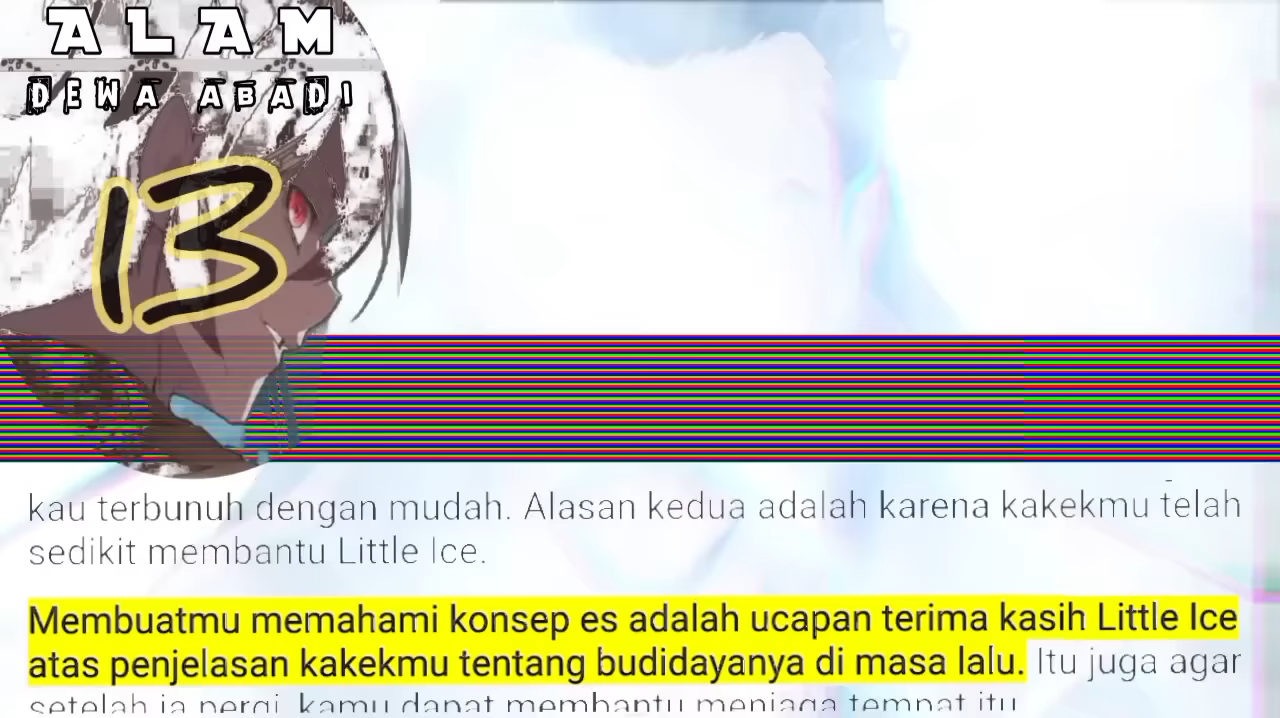 ALAM
DEWA ABADI
13
kau terbunuh dengan mudah. Alasan kedua adalah karena kakekmu telah
sedikit membantu Little Ice.
Membuatmu memahami konsep es adalah ucapan terima kasih Little Ice
atas penjelasan kakekmu tentang budidayanya di masa lalu. Itu juga agar
setelah ia pergi, kamu dapat membantu menjaga tempat itu